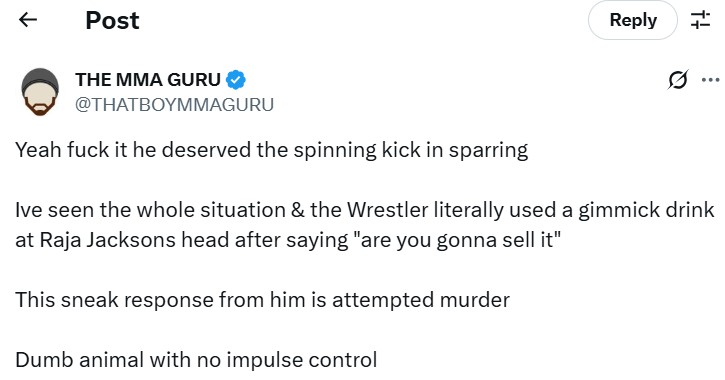 Post
Reply
THE MMA GURU
@THATBOYMMAGURU
Yeah fuck it he deserved the spinning kick in sparring
Ive seen the whole situation & the Wrestler literally used a gimmick drink
at Raja Jacksons head after saying "are you gonna sell it"
This sneak response from him is attempted murder
Dumb animal with no impulse control